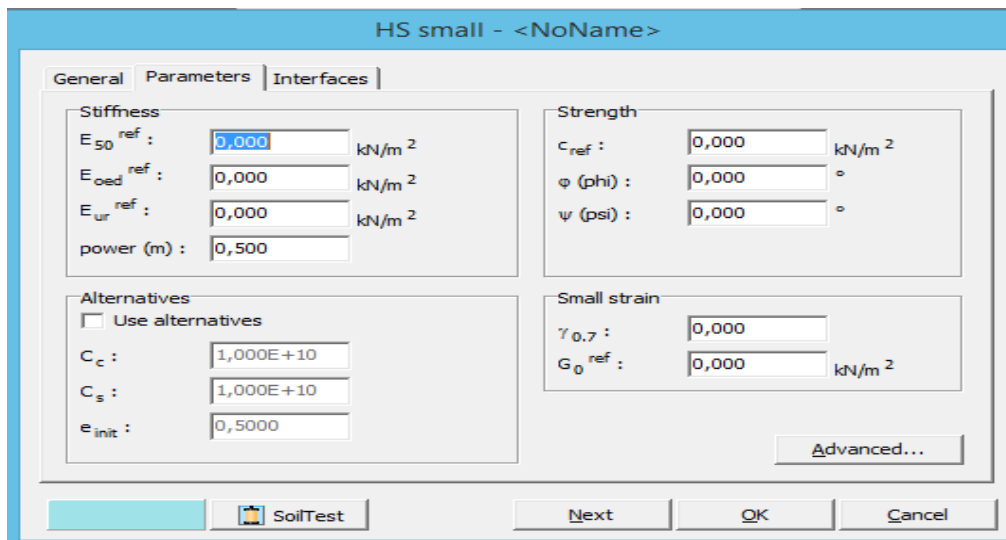 HS small - <NoName>
General Parameters Interfaces
Stiffness
E50 ref : 0,000 kN/m 2
Eoed ref : 0,000 kN/m 2
Eur ref : 0,000 kN/m 2
power (m) : 0,500
Strength
cref : 0,000 kN/m 2
φ (phi) : 0,000 °
ψ (psi) : 0,000 °
Alternatives
Use alternatives
Cc : 1,000E+10
Cs : 1,000E+10
einit : 0,5000
Small strain
γ0.7 : 0,000
G0 ref : 0,000 kN/m 2
Advanced...
SoilTest Next OK Cancel